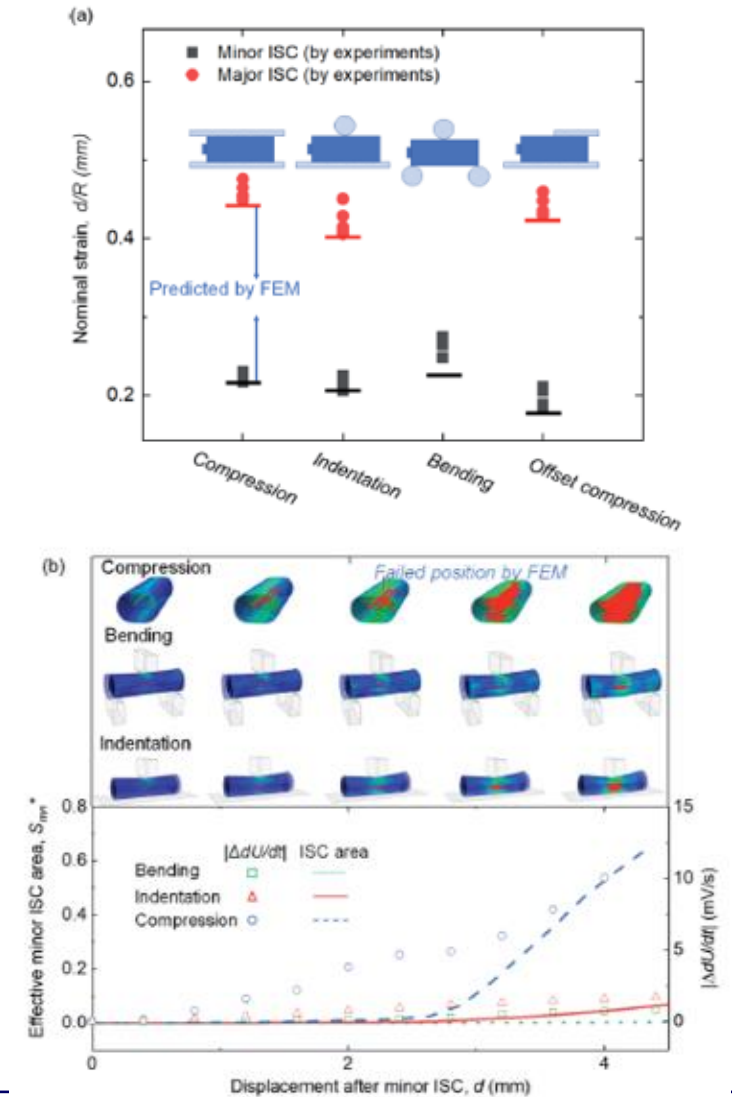 (a)
Minor ISC (by experiments)
Major ISC (by experiments)
0.6
0.4
0.2
Nominal strain, d/R (mm)
Predicted by FEM
Compression
Indentation
Bending
Offset compression
(b)
Compression
Failed position by FEM
Bending
Indentation
0.8
0.6
0.4
0.2
0.0
Effective minor ISC area,
|ΔdU/dt| ISC area
Bending
Indentation
Compression
15
10
5
0
|ΔdU/dt| (mV/s)
0
2
4
Displacement after minor ISC, d (mm)